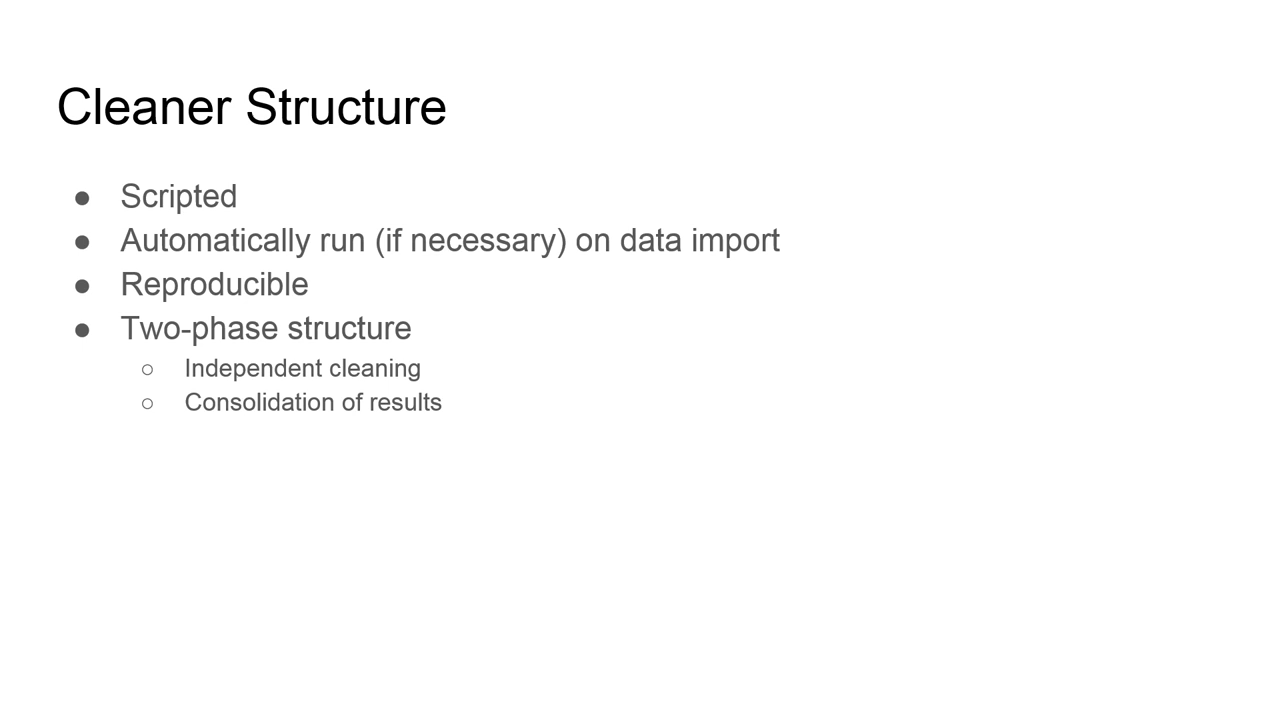 Cleaner Structure
● Scripted
● Automatically run (if necessary) on data import
● Reproducible
● Two-phase structure
○ Independent cleaning
○ Consolidation of results